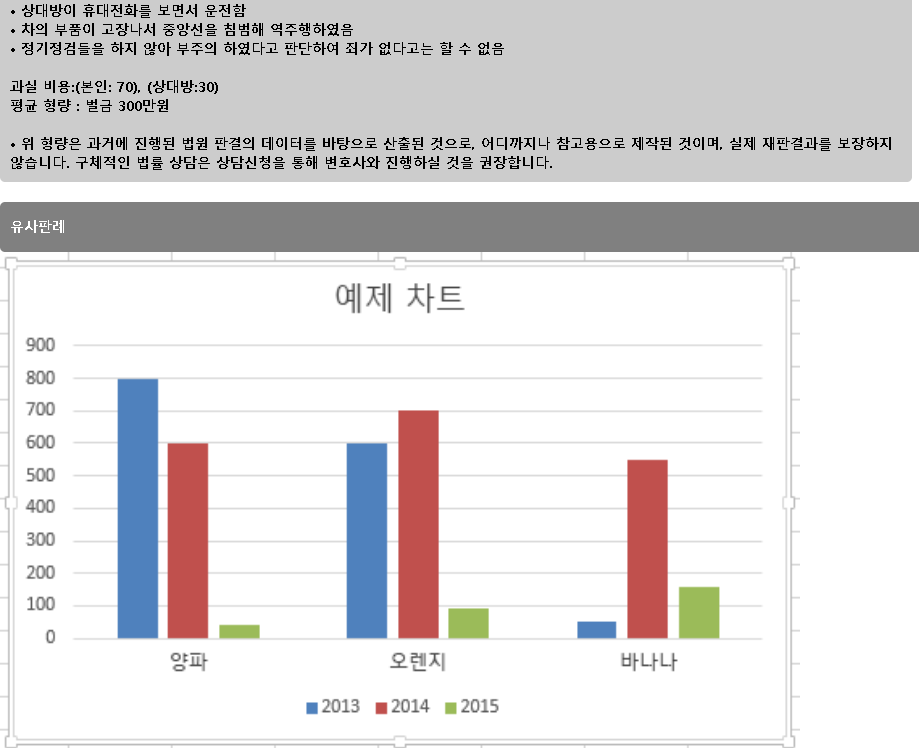 • 상대방이 휴대전화를 보면서 운전함
• 차의 부품이 고장나서 중앙선을 침범해 역주행하였음
• 정기정검들을 하지 않아 부주의 하였다고 판단하여 죄가 없다고는 할 수 없음
과실 비용:(본인: 70), (상대방:30)
평균 형량 : 벌금 300만원
• 위 형량은 과거에 진행된 법원 판결의 데이터를 바탕으로 산출된 것으로, 어디까지나 참고용으로 제작된 것이며, 실제 재판결과를 보장하지
않습니다. 구체적인 법률 상담은 상담신청을 통해 변호사와 진행하실 것을 권장합니다.
유사판례
예제 차트
900
800
700
600
500
400
300
200
100
0
양파 오렌지 바나나
2013 2014 2015